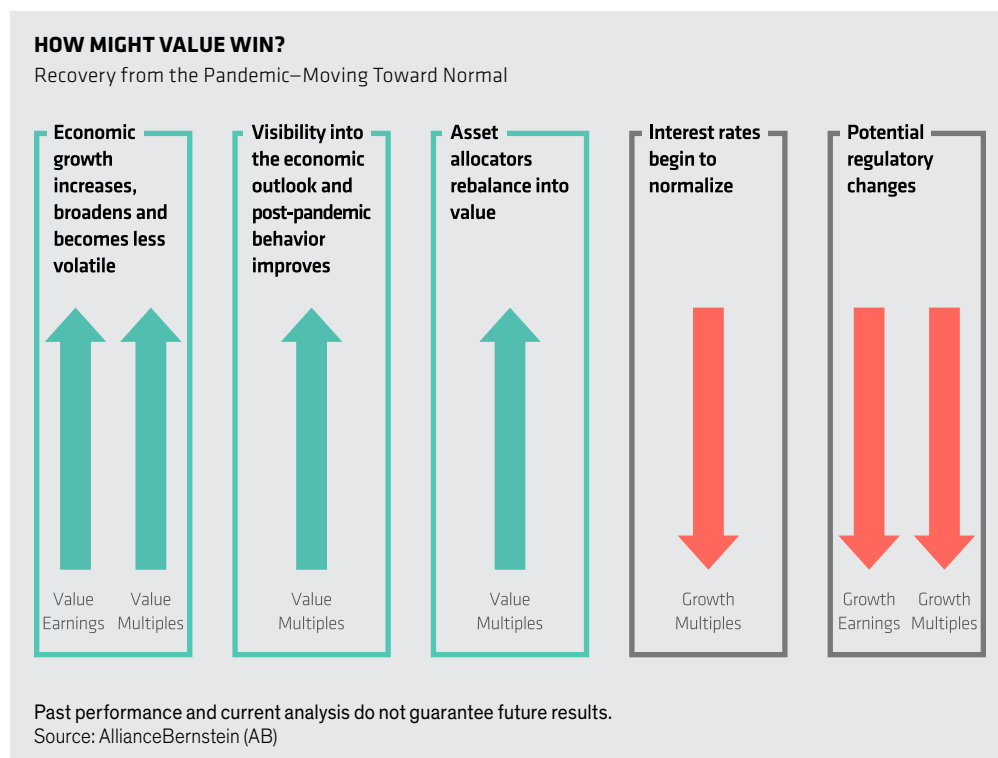 HOW MIGHT VALUE WIN?
Recovery from the Pandemic—Moving Toward Normal
Economic
growth
increases,
broadens and
becomes less
volatile
Value
Earnings
Value
Multiples
Visibility into
the economic
outlook and
post-pandemic
behavior
improves
Value
Multiples
Asset
allocators
rebalance into
value
Value
Multiples
Interest rates
begin to
normalize
Growth
Multiples
Potential
regulatory
changes
Growth
Earnings
Growth
Multiples
Past performance and current analysis do not guarantee future results.
Source: AllianceBernstein (AB)